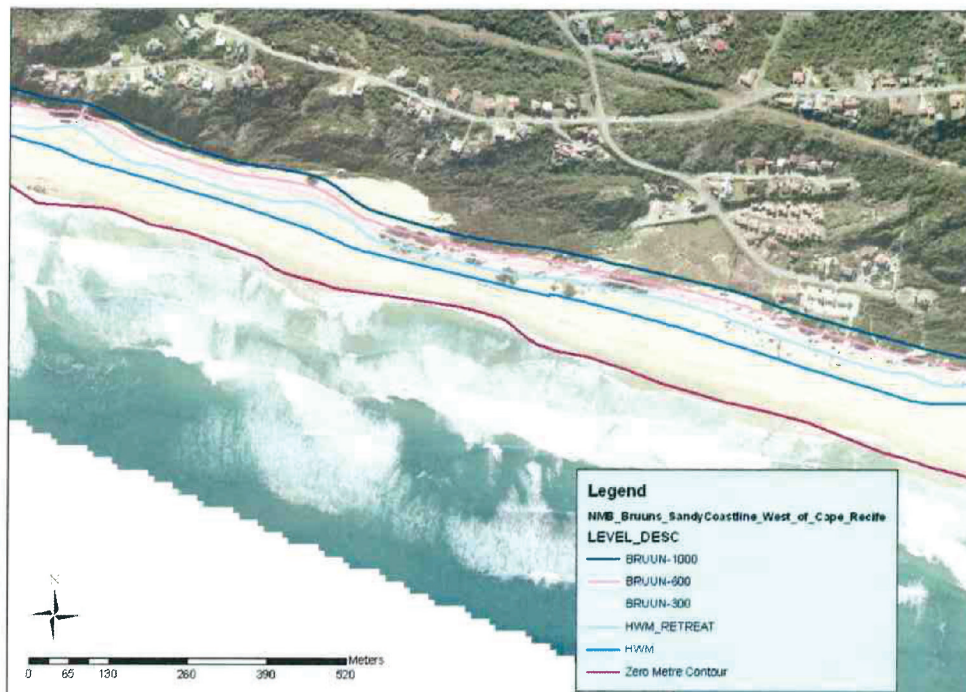 Legend
NMB_Bruuns_SandyCoastline_West_of_Cape_Recife
LEVEL_DESC
BRUUN-1000
BRUUN-600
BRUUN-300
HWM_RETREAT
HWM
Zero Metre Contour
N
Meters
0 65 130 260 390 520